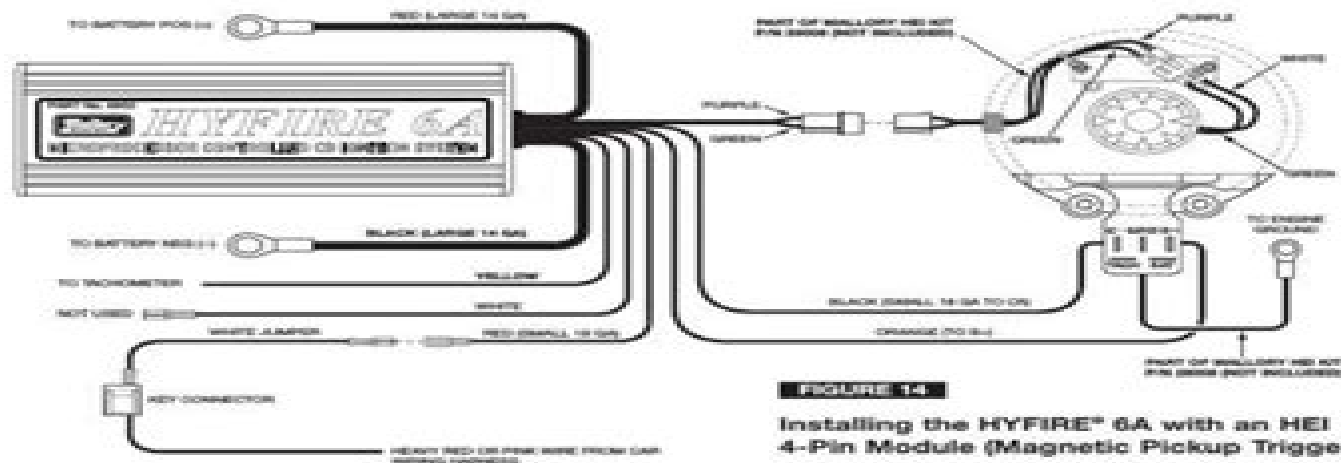 RED (LARGE 14 GA)
TO BATTERY POS (+)
PART OF MALLORY HEI KIT
P/N (NOT INCLUDED)
PURPLE
WHITE
PART No.
HYFIRE 6A
MICROPROCESSOR CONTROLLED CD IGNITION SYSTEM
PURPLE
GREEN
GREEN
GREEN
TO ENGINE
GROUND
BLACK (LARGE 14 GA)
TO BATTERY NEG (-)
YELLOW
TO TACHOMETER
WHITE
NOT USED
BLACK (SMALL 18 GA TO
WHITE JUMPER
RED (SMALL 18 GA)
ORANGE (TO
PART OF MALLORY HEI KIT
P/N (NOT INCLUDED)
KEY CONNECTOR
FIGURE 14
Installing the HYFIRE® 6A with an HEI
4-Pin Module (Magnetic Pickup Trigge
HEAVY RED OR PINK WIRE FROM CAR
WIRING HARNESS